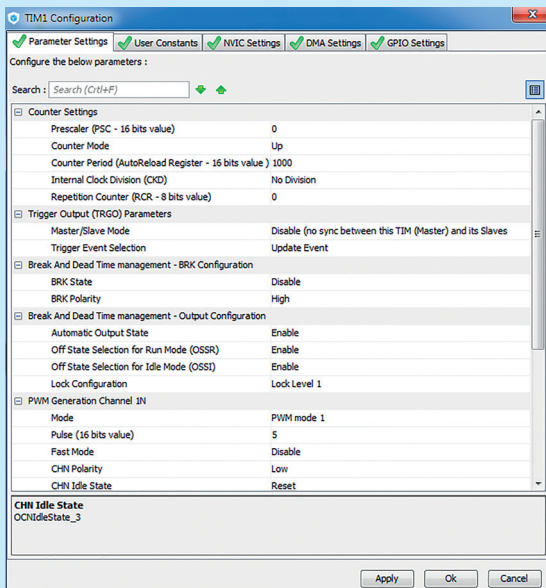 TIM1 Configuration
Parameter Settings User Constants NVIC Settings DMA Settings GPIO Settings
Configure the below parameters :
Search : Search (Crtl+F)
Counter Settings
Prescaler (PSC - 16 bits value) 0
Counter Mode Up
Counter Period (AutoReload Register - 16 bits value ) 1000
Internal Clock Division (CKD) No Division
Repetition Counter (RCR - 8 bits value) 0
Trigger Output (TRGO) Parameters
Master/Slave Mode Disable (no sync between this TIM (Master) and its Slaves
Trigger Event Selection Update Event
Break And Dead Time management - BRK Configuration
BRK State Disable
BRK Polarity High
Break And Dead Time management - Output Configuration
Automatic Output State Enable
Off State Selection for Run Mode (OSSR) Enable
Off State Selection for Idle Mode (OSSI) Enable
Lock Configuration Lock Level 1
PWM Generation Channel 1N
Mode PWM mode 1
Pulse (16 bits value) 5
Fast Mode Disable
CHN Polarity Low
CHN Idle State Reset
CHN Idle State
OCNIdleState_3
Apply Ok Cancel